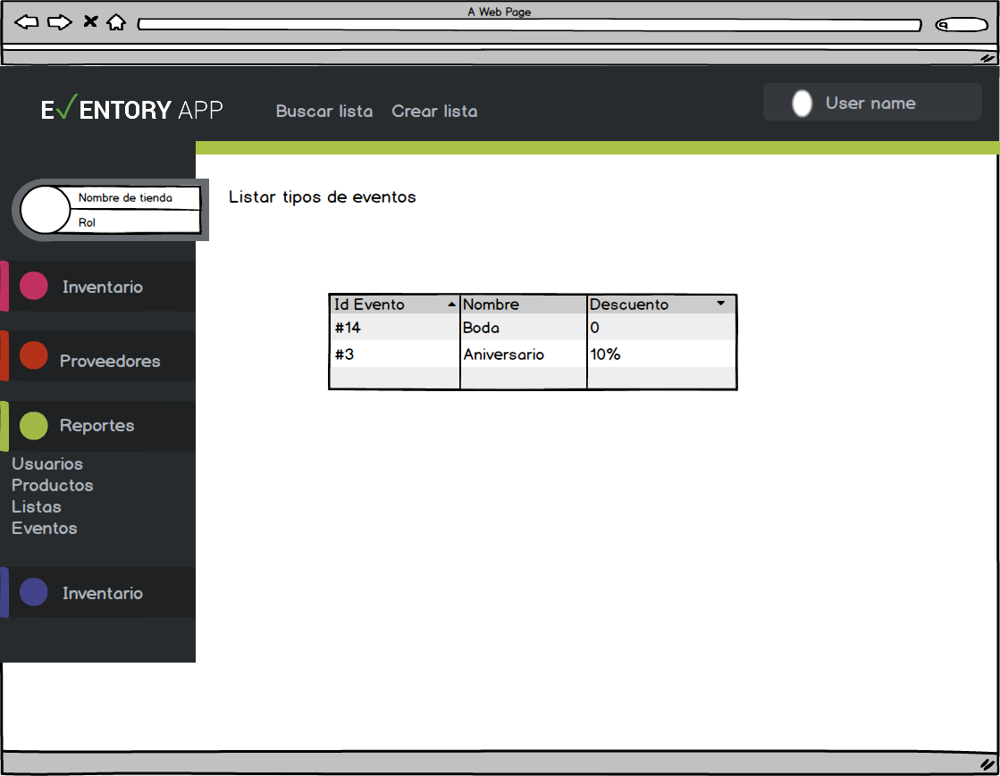 A Web Page
E✓ENTORY APP
Buscar lista Crear lista
User name
Nombre de tienda
Rol
Inventario
Proveedores
Reportes
Usuarios
Productos
Listas
Eventos
Inventario
Listar tipos de eventos
Id Evento Nombre Descuento
#14 Boda 0
#3 Aniversario 10%